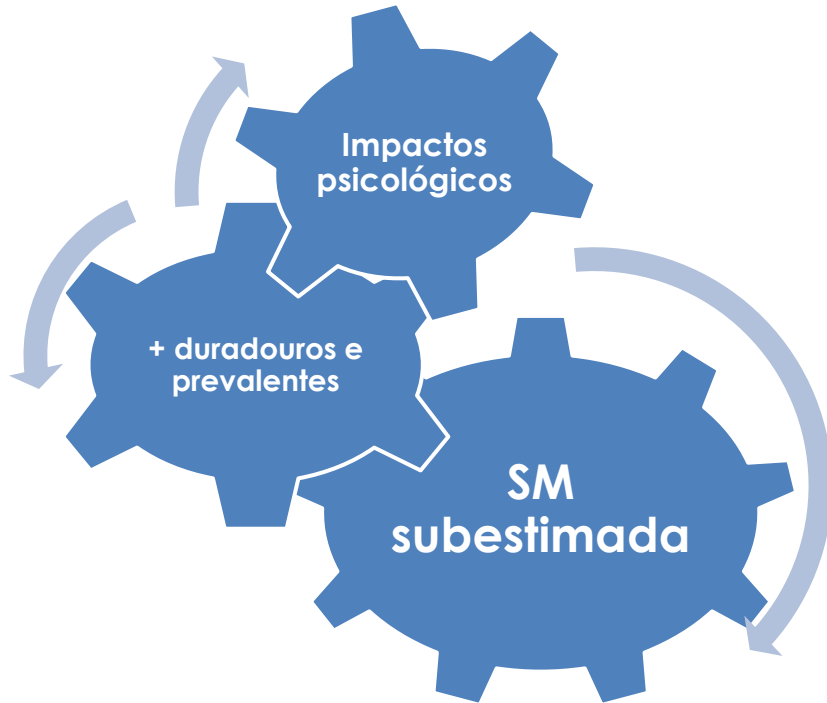 Impactos
psicológicos
+ duradouros e
prevalentes
SM
subestimada